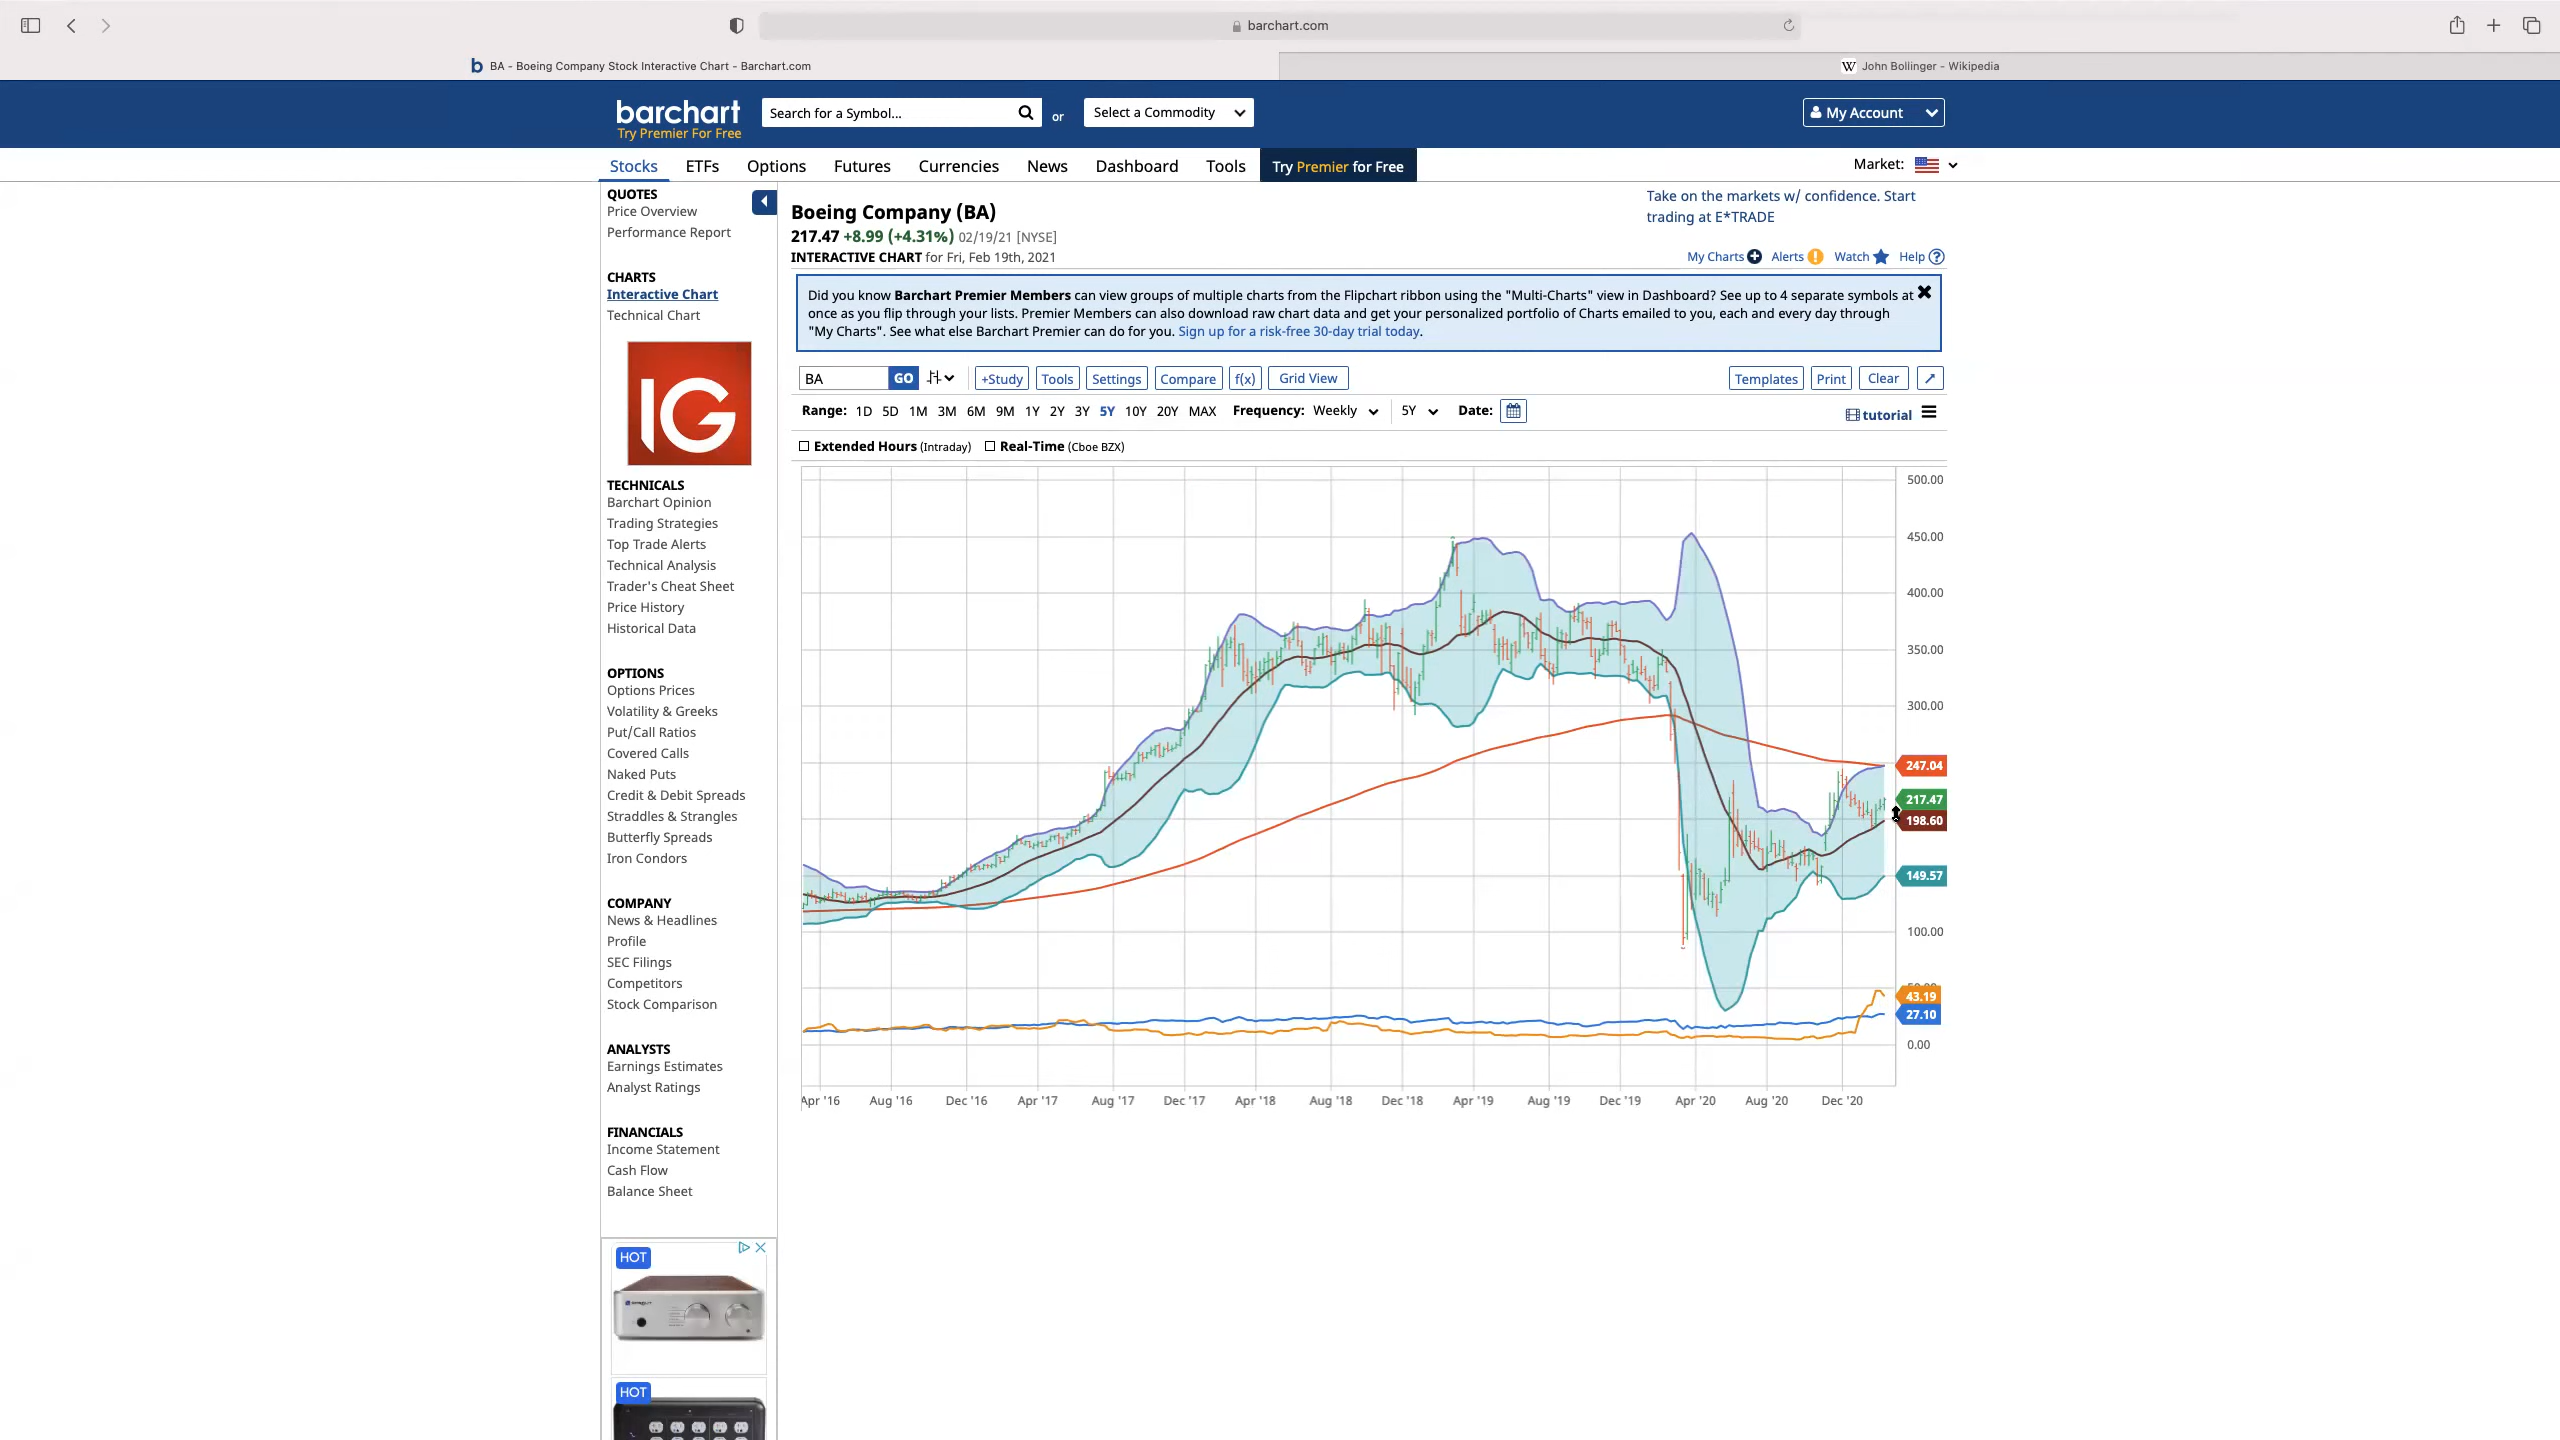 barchart.com
BA - Boeing Company Stock Interactive Chart - Barchart.com
W John Bollinger - Wikipedia
barchart
Try Premier For Free
Search for a Symbol...
or
Select a Commodity
My Account
Stocks ETFs Options Futures Currencies News Dashboard Tools Try Premier for Free
Market:
QUOTES
Price Overview
Performance Report
CHARTS
Interactive Chart
Technical Chart
IG
TECHNICALS
Barchart Opinion
Trading Strategies
Top Trade Alerts
Technical Analysis
Trader's Cheat Sheet
Price History
Historical Data
OPTIONS
Options Prices
Volatility & Greeks
Put/Call Ratios
Covered Calls
Naked Puts
Credit & Debit Spreads
Straddles & Strangles
Butterfly Spreads
Iron Condors
COMPANY
News & Headlines
Profile
SEC Filings
Competitors
Stock Comparison
ANALYSTS
Earnings Estimates
Analyst Ratings
FINANCIALS
Income Statement
Cash Flow
Balance Sheet
HOT
HOT
Boeing Company (BA)
217.47 +8.99 (+4.31%) 02/19/21 [NYSE]
INTERACTIVE CHART for Fri, Feb 19th, 2021
Take on the markets w/ confidence. Start
trading at E*TRADE
My Charts Alerts Watch Help
Did you know Barchart Premier Members can view groups of multiple charts from the Flipchart ribbon using the "Multi-Charts" view in Dashboard? See up to 4 separate symbols at
once as you flip through your lists. Premier Members can also download raw chart data and get your personalized portfolio of Charts emailed to you, each and every day through
"My Charts". See what else Barchart Premier can do for you. Sign up for a risk-free 30-day trial today.
BA GO +Study Tools Settings Compare f(x) Grid View Templates Print Clear
Range: 1D 5D 1M 3M 6M 9M 1Y 2Y 3Y 5Y 10Y 20Y MAX Frequency: Weekly 5Y Date:
tutorial
Extended Hours (Intraday) Real-Time (Cboe BZX)
500.00
450.00
400.00
350.00
300.00
247.04
217.47
198.60
149.57
100.00
43.19
27.10
0.00
Apr '16 Aug '16 Dec '16 Apr '17 Aug '17 Dec '17 Apr '18 Aug '18 Dec '18 Apr '19 Aug '19 Dec '19 Apr '20 Aug '20 Dec '20